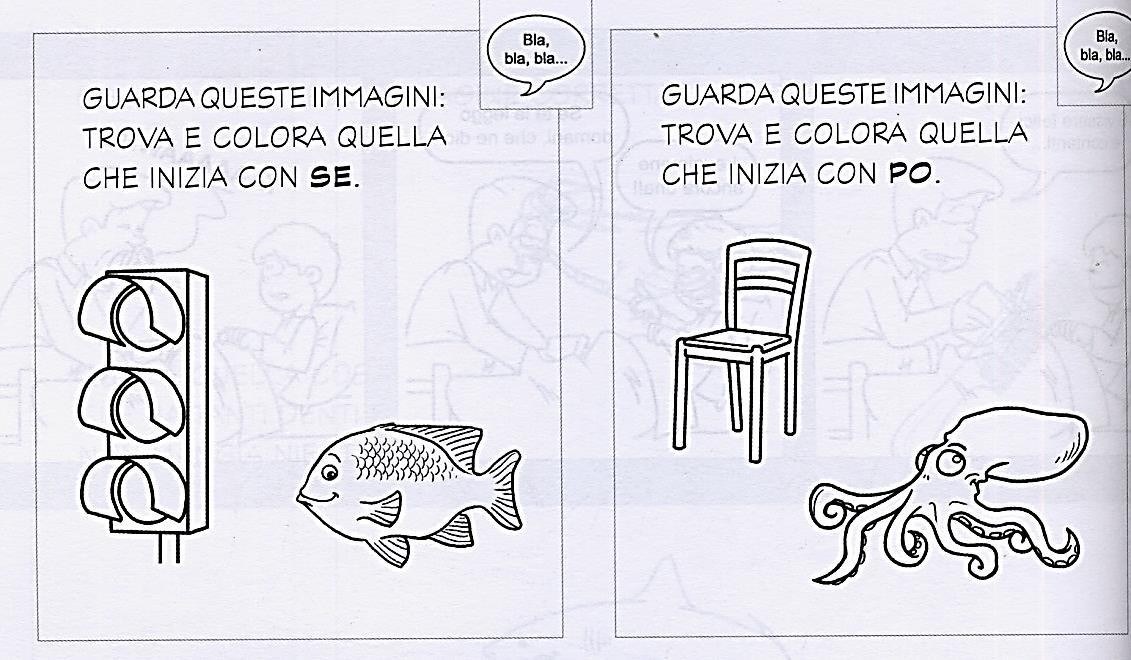 Bla,
bla, bla...
GUARDA QUESTE IMMAGINI:
TROVA E COLORA QUELLA
CHE INIZIA CON SE.
Bla,
bla, bla...
GUARDA QUESTE IMMAGINI:
TROVA E COLORA QUELLA
CHE INIZIA CON PO.